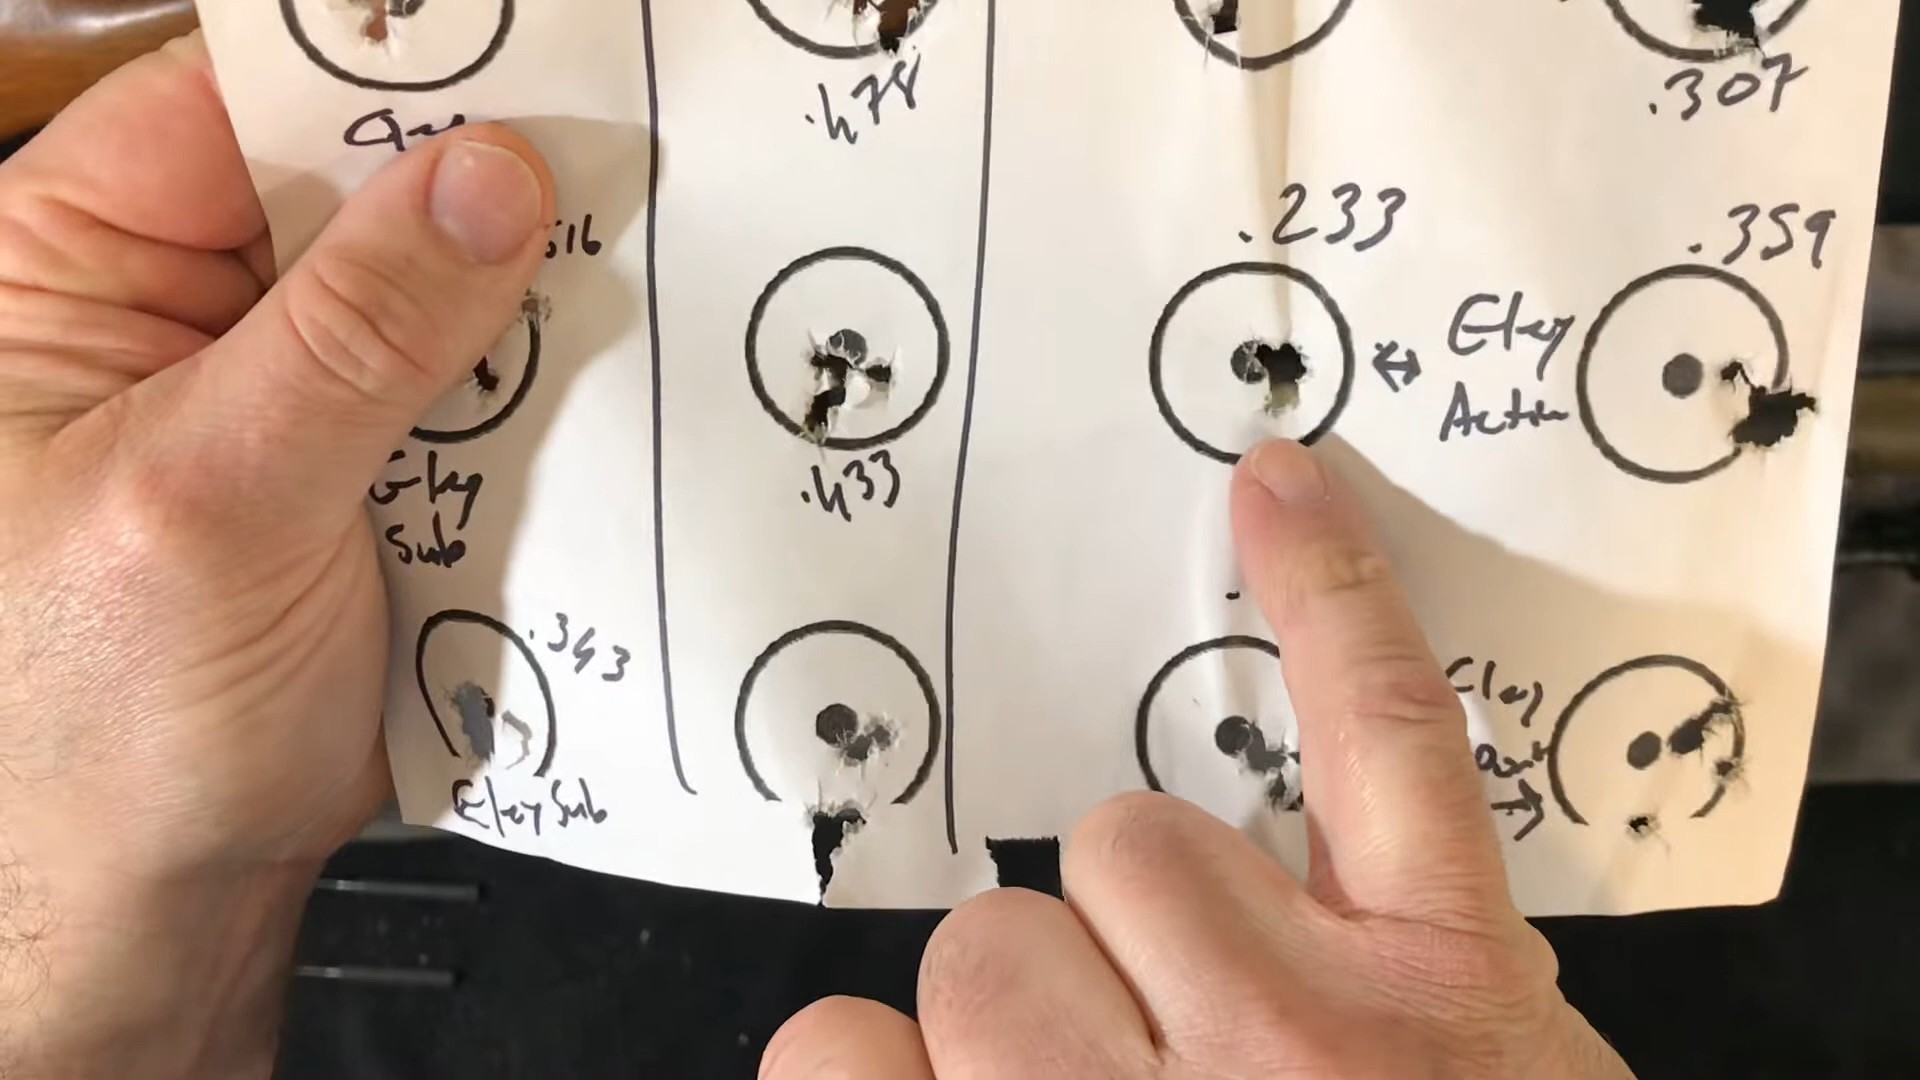 .478
.307
.516
.233
.359
Eley
Action
Eley
Sub
.433
.343
Eley Sub
Eley